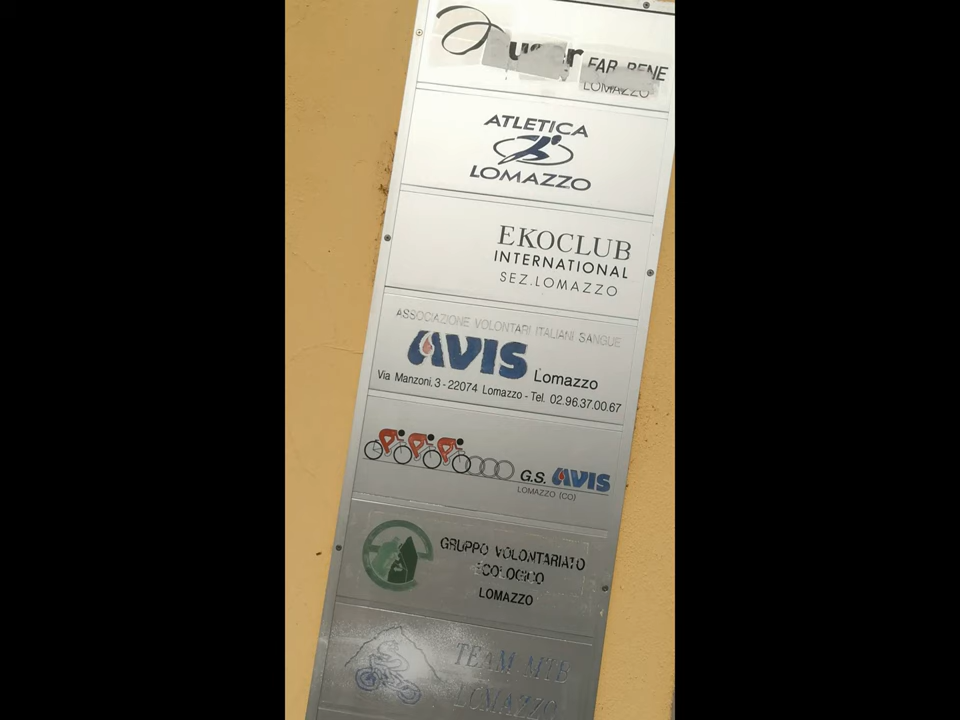 FAR BENE
LOMAZZO
ATLETICA
LOMAZZO
EKOCLUB
INTERNATIONAL
SEZ.LOMAZZO
ASSOCIAZIONE VOLONTARI ITALIANI SANGUE
AVIS Lomazzo
Via Manzoni, 3 - 22074 Lomazzo - Tel. 02.96.37.00.67
G.S. AVIS
LOMAZZO (CO)
GRUPPO VOLONTARIATO
ECOLOGICO
LOMAZZO
TEAM MTB
LOMAZZO